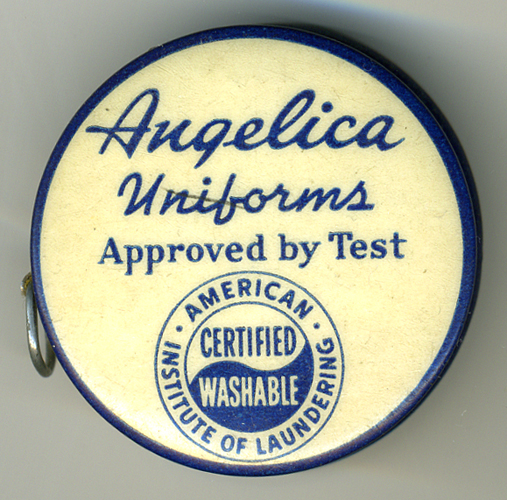 Angelica
Uniforms
Approved by Test
· AMERICAN ·
INSTITUTE OF LAUNDERING
CERTIFIED
WASHABLE